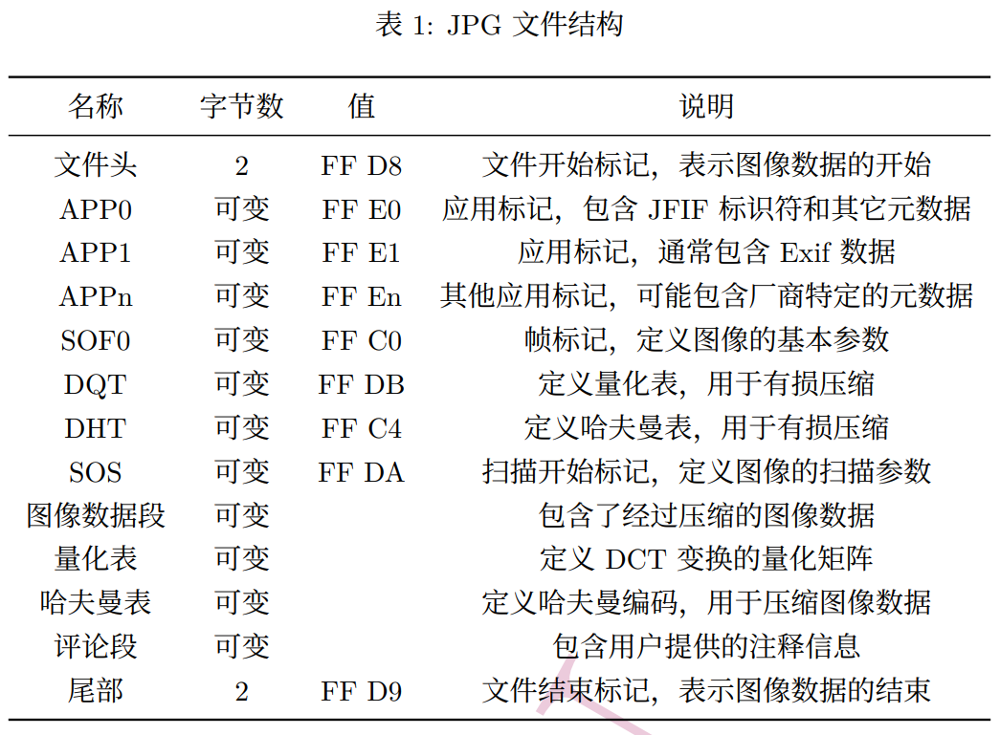 表 1: JPG 文件结构
名称 字节数 值 说明
文件头 2 FF D8 文件开始标记，表示图像数据的开始
APP0 可变 FF E0 应用标记，包含 JFIF 标识符和其它元数据
APP1 可变 FF E1 应用标记，通常包含 Exif 数据
APPn 可变 FF En 其他应用标记，可能包含厂商特定的元数据
SOF0 可变 FF C0 帧标记，定义图像的基本参数
DQT 可变 FF DB 定义量化表，用于有损压缩
DHT 可变 FF C4 定义哈夫曼表，用于有损压缩
SOS 可变 FF DA 扫描开始标记，定义图像的扫描参数
图像数据段 可变 包含了经过压缩的图像数据
量化表 可变 定义 DCT 变换的量化矩阵
哈夫曼表 可变 定义哈夫曼编码，用于压缩图像数据
评论段 可变 包含用户提供的注释信息
尾部 2 FF D9 文件结束标记，表示图像数据的结束